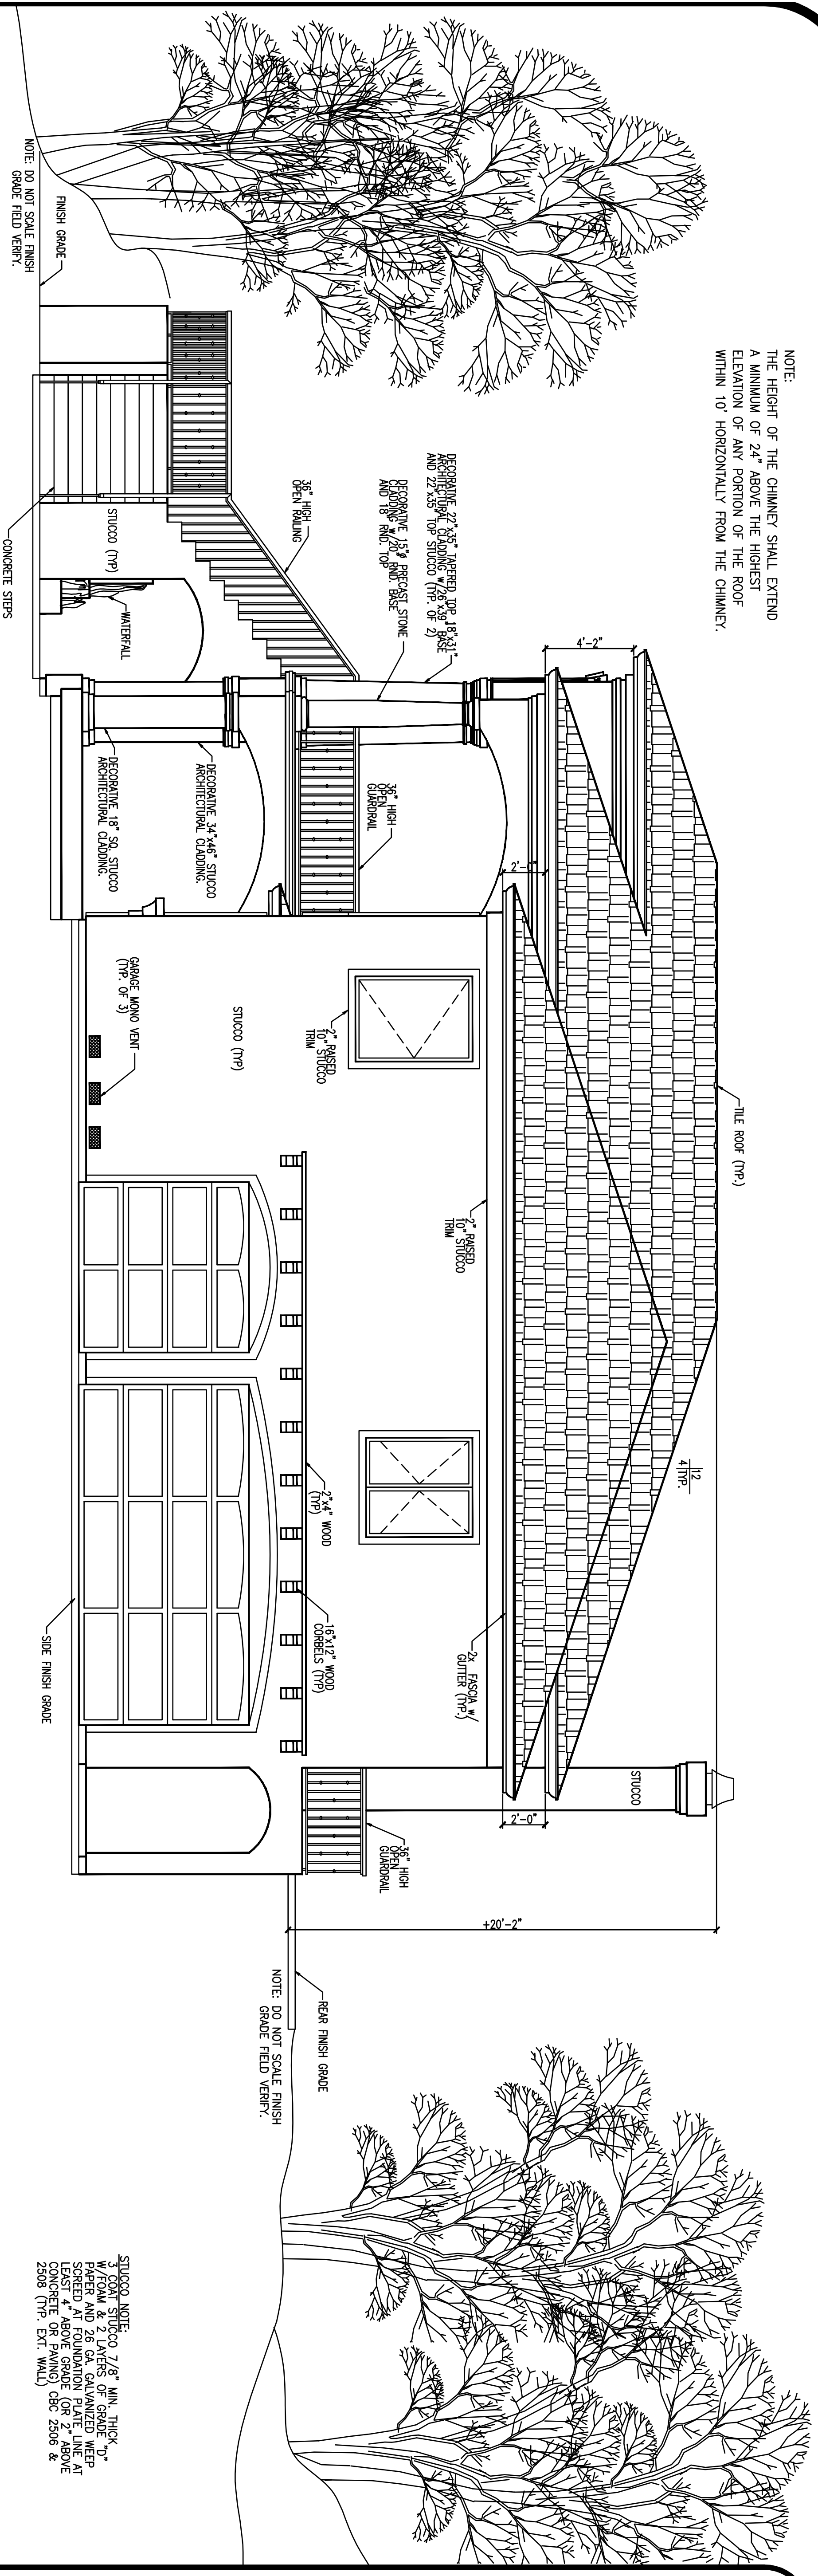 NOTE:
THE HEIGHT OF THE CHIMNEY SHALL EXTEND
A MINIMUM OF 24" ABOVE THE HIGHEST
ELEVATION OF ANY PORTION OF THE ROOF
WITHIN 10' HORIZONTALLY FROM THE CHIMNEY.
TILE ROOF (TYP.)
12
4 TYP.
4'-2"
2'-0"
STUCCO
2'-0"
+20'-2"
DECORATIVE 22"x35" TAPERED TOP 18"x31"
ARCHITECTURAL CLADDING W/26"x39" BASE
AND 22"x35" TOP STUCCO (TYP. OF 2)
DECORATIVE 15"ø PRECAST STONE
CLADDING W/20" RND. BASE
AND 18" RND. TOP
36" HIGH
OPEN RAILING
36" HIGH
OPEN
GUARDRAIL
2" RAISED
10" STUCCO
TRIM
2x FASCIA W/
GUTTER (TYP.)
2" RAISED
10" STUCCO
TRIM
2"x4" WOOD
(TYP)
16"x12" WOOD
CORBELS (TYP)
36" HIGH
OPEN
GUARDRAIL
STUCCO (TYP)
GARAGE MONO VENT
(TYP. OF 3)
DECORATIVE 34"x46" STUCCO
ARCHITECTURAL CLADDING.
DECORATIVE 18" SQ. STUCCO
ARCHITECTURAL CLADDING.
STUCCO (TYP)
WATERFALL
CONCRETE STEPS
FINISH GRADE
NOTE: DO NOT SCALE FINISH
GRADE FIELD VERIFY.
SIDE FINISH GRADE
REAR FINISH GRADE
NOTE: DO NOT SCALE FINISH
GRADE FIELD VERIFY.
STUCCO NOTE:
3 COAT STUCCO 7/8" MIN. THICK
W/FOAM & 2 LAYERS OF GRADE "D"
PAPER AND 26 GA. GALVANIZED WEEP
SCREED AT FOUNDATION PLATE LINE AT
LEAST 4" ABOVE GRADE (OR 2" ABOVE
CONCRETE OR PAVING) CBC 2506 &
2508 (TYP. EXT. WALL)